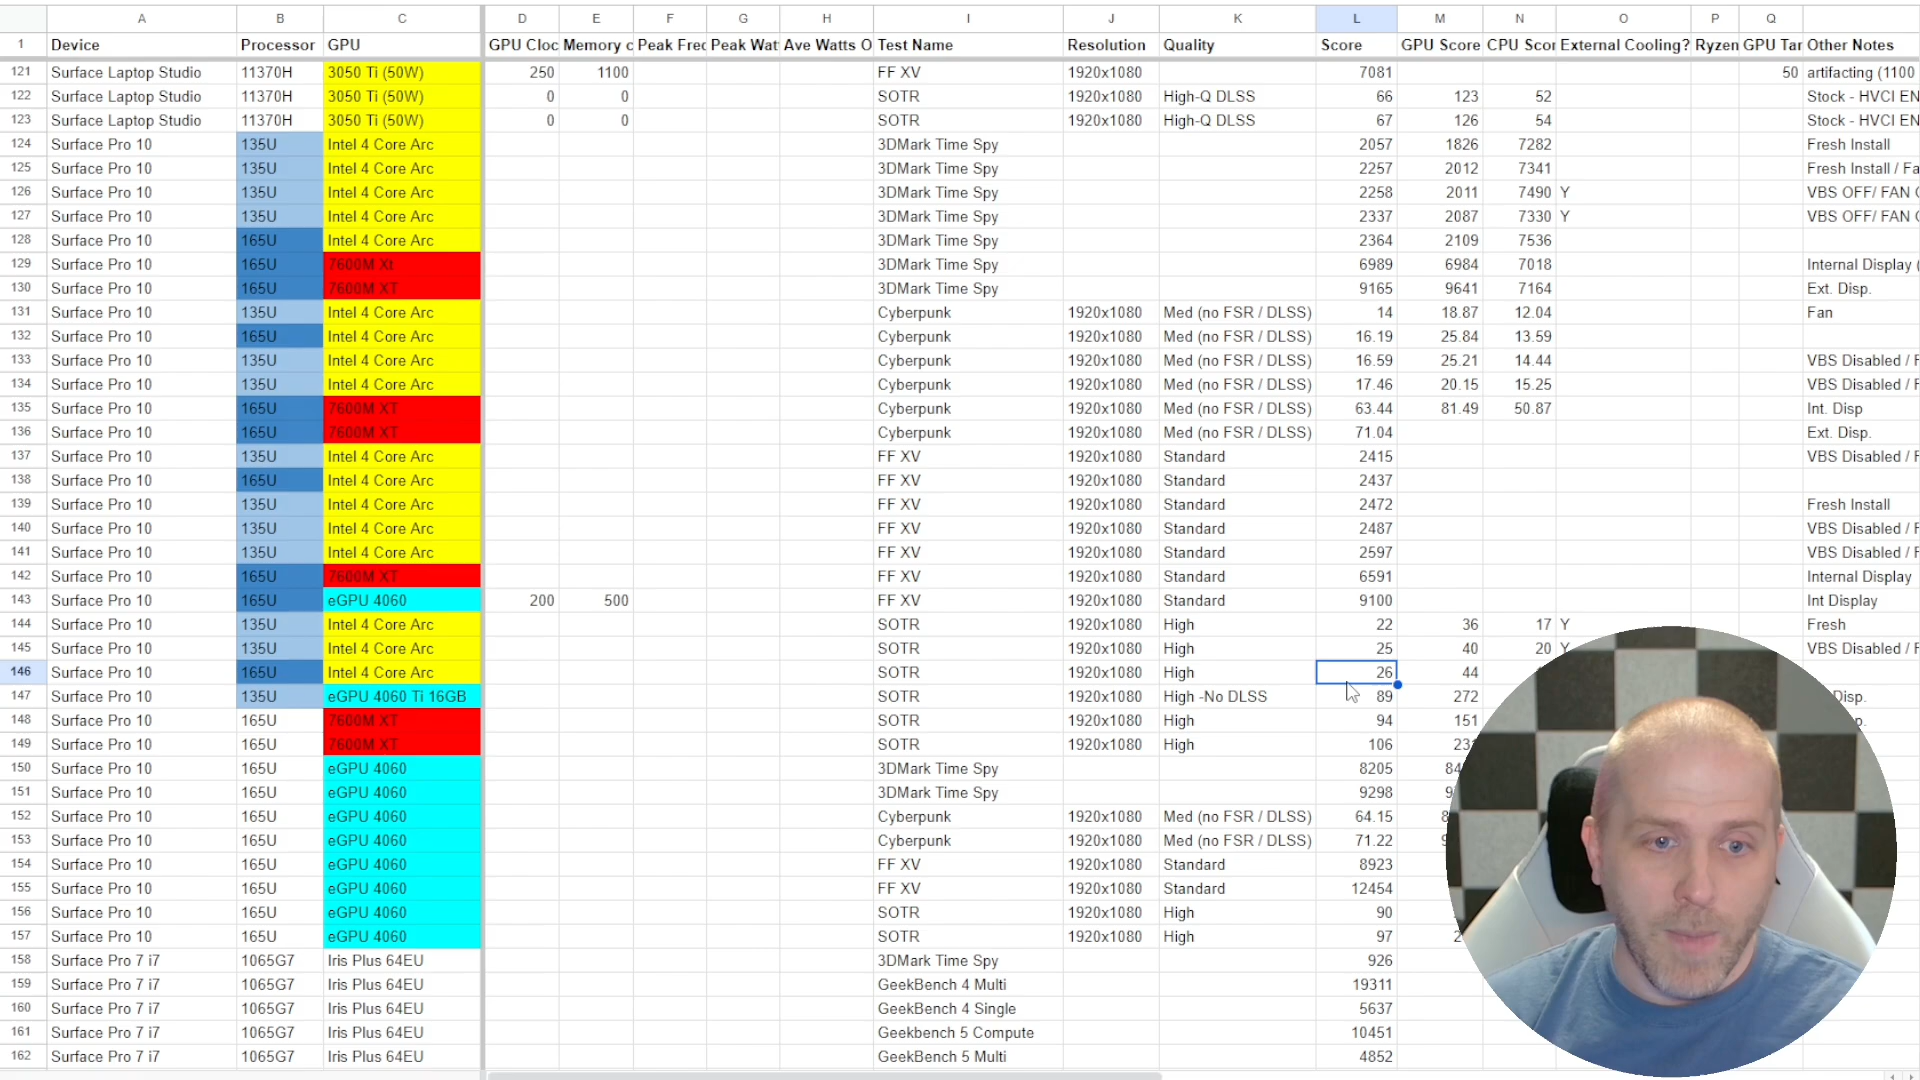 A B C D E F G H I J K L M N O P Q
1 Device Processor GPU GPU Cloc Memory c Peak Freq Peak Wat Ave Watts O Test Name Resolution Quality Score GPU Score CPU Scor External Cooling? Ryzen GPU Tar Other Notes
121 Surface Laptop Studio 11370H 3050 Ti (50W) 250 1100 FF XV 1920x1080 7081 50 artifacting (1100
122 Surface Laptop Studio 11370H 3050 Ti (50W) 0 0 SOTR 1920x1080 High-Q DLSS 66 123 52 Stock - HVCI EN
123 Surface Laptop Studio 11370H 3050 Ti (50W) 0 0 SOTR 1920x1080 High-Q DLSS 67 126 54 Stock - HVCI EN
124 Surface Pro 10 135U Intel 4 Core Arc 3DMark Time Spy 2057 1826 7282 Fresh Install
125 Surface Pro 10 135U Intel 4 Core Arc 3DMark Time Spy 2257 2012 7341 Fresh Install / Fa
126 Surface Pro 10 135U Intel 4 Core Arc 3DMark Time Spy 2258 2011 7490 Y VBS OFF/ FAN
127 Surface Pro 10 135U Intel 4 Core Arc 3DMark Time Spy 2337 2087 7330 Y VBS OFF/ FAN
128 Surface Pro 10 165U Intel 4 Core Arc 3DMark Time Spy 2364 2109 7536
129 Surface Pro 10 165U 7600M Xt 3DMark Time Spy 6989 6984 7018 Internal Display (
130 Surface Pro 10 165U 7600M XT 3DMark Time Spy 9165 9641 7164 Ext. Disp.
131 Surface Pro 10 135U Intel 4 Core Arc Cyberpunk 1920x1080 Med (no FSR / DLSS) 14 18.87 12.04 Fan
132 Surface Pro 10 165U Intel 4 Core Arc Cyberpunk 1920x1080 Med (no FSR / DLSS) 16.19 25.84 13.59
133 Surface Pro 10 135U Intel 4 Core Arc Cyberpunk 1920x1080 Med (no FSR / DLSS) 16.59 25.21 14.44 VBS Disabled / F
134 Surface Pro 10 135U Intel 4 Core Arc Cyberpunk 1920x1080 Med (no FSR / DLSS) 17.46 20.15 15.25 VBS Disabled / F
135 Surface Pro 10 165U 7600M XT Cyberpunk 1920x1080 Med (no FSR / DLSS) 63.44 81.49 50.87 Int. Disp
136 Surface Pro 10 165U 7600M XT Cyberpunk 1920x1080 Med (no FSR / DLSS) 71.04 Ext. Disp.
137 Surface Pro 10 135U Intel 4 Core Arc FF XV 1920x1080 Standard 2415 VBS Disabled / F
138 Surface Pro 10 165U Intel 4 Core Arc FF XV 1920x1080 Standard 2437
139 Surface Pro 10 135U Intel 4 Core Arc FF XV 1920x1080 Standard 2472 Fresh Install
140 Surface Pro 10 135U Intel 4 Core Arc FF XV 1920x1080 Standard 2487 VBS Disabled / F
141 Surface Pro 10 135U Intel 4 Core Arc FF XV 1920x1080 Standard 2597 VBS Disabled / F
142 Surface Pro 10 165U 7600M XT FF XV 1920x1080 Standard 6591 Internal Display
143 Surface Pro 10 165U eGPU 4060 200 500 FF XV 1920x1080 Standard 9100 Int Display
144 Surface Pro 10 135U Intel 4 Core Arc SOTR 1920x1080 High 22 36 17 Y Fresh
145 Surface Pro 10 135U Intel 4 Core Arc SOTR 1920x1080 High 25 40 20 Y VBS Disabled / F
146 Surface Pro 10 165U Intel 4 Core Arc SOTR 1920x1080 High 26 44
147 Surface Pro 10 135U eGPU 4060 Ti 16GB SOTR 1920x1080 High -No DLSS 89 272 Disp.
148 Surface Pro 10 165U 7600M XT SOTR 1920x1080 High 94 151
149 Surface Pro 10 165U 7600M XT SOTR 1920x1080 High 106
150 Surface Pro 10 165U eGPU 4060 3DMark Time Spy 8205
151 Surface Pro 10 165U eGPU 4060 3DMark Time Spy 9298
152 Surface Pro 10 165U eGPU 4060 Cyberpunk 1920x1080 Med (no FSR / DLSS) 64.15
153 Surface Pro 10 165U eGPU 4060 Cyberpunk 1920x1080 Med (no FSR / DLSS) 71.22
154 Surface Pro 10 165U eGPU 4060 FF XV 1920x1080 Standard 8923
155 Surface Pro 10 165U eGPU 4060 FF XV 1920x1080 Standard 12454
156 Surface Pro 10 165U eGPU 4060 SOTR 1920x1080 High 90
157 Surface Pro 10 165U eGPU 4060 SOTR 1920x1080 High 97
158 Surface Pro 7 i7 1065G7 Iris Plus 64EU 3DMark Time Spy 926
159 Surface Pro 7 i7 1065G7 Iris Plus 64EU GeekBench 4 Multi 19311
160 Surface Pro 7 i7 1065G7 Iris Plus 64EU GeekBench 4 Single 5637
161 Surface Pro 7 i7 1065G7 Iris Plus 64EU Geekbench 5 Compute 10451
162 Surface Pro 7 i7 1065G7 Iris Plus 64EU GeekBench 5 Multi 4852